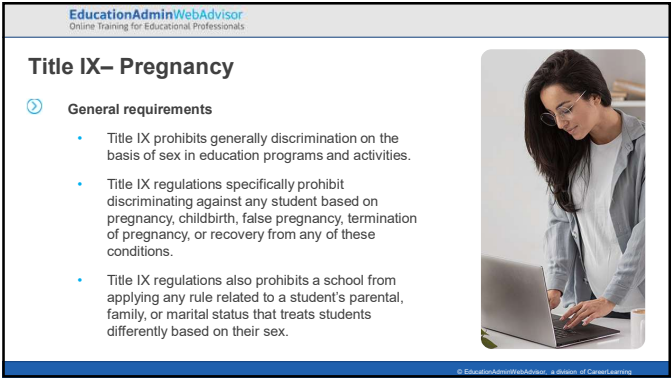 EducationAdminWebAdvisor
Online Training for Educational Professionals
Title IX– Pregnancy
General requirements
• Title IX prohibits generally discrimination on the
basis of sex in education programs and activities.
• Title IX regulations specifically prohibit
discriminating against any student based on
pregnancy, childbirth, false pregnancy, termination
of pregnancy, or recovery from any of these
conditions.
• Title IX regulations also prohibits a school from
applying any rule related to a student’s parental,
family, or marital status that treats students
differently based on their sex.
© EducationAdminWebAdvisor, a division of CareerLearning